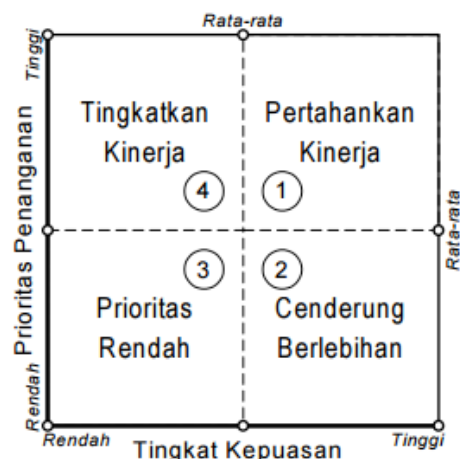 Rata-rata
Tinggi
Tingkatkan
Kinerja
Pertahankan
Kinerja
4
1
Prioritas Penanganan
Rata-rata
3
2
Prioritas
Rendah
Cenderung
Berlebihan
Rendah
Rendah
Tingkat Kepuasan
Tinggi